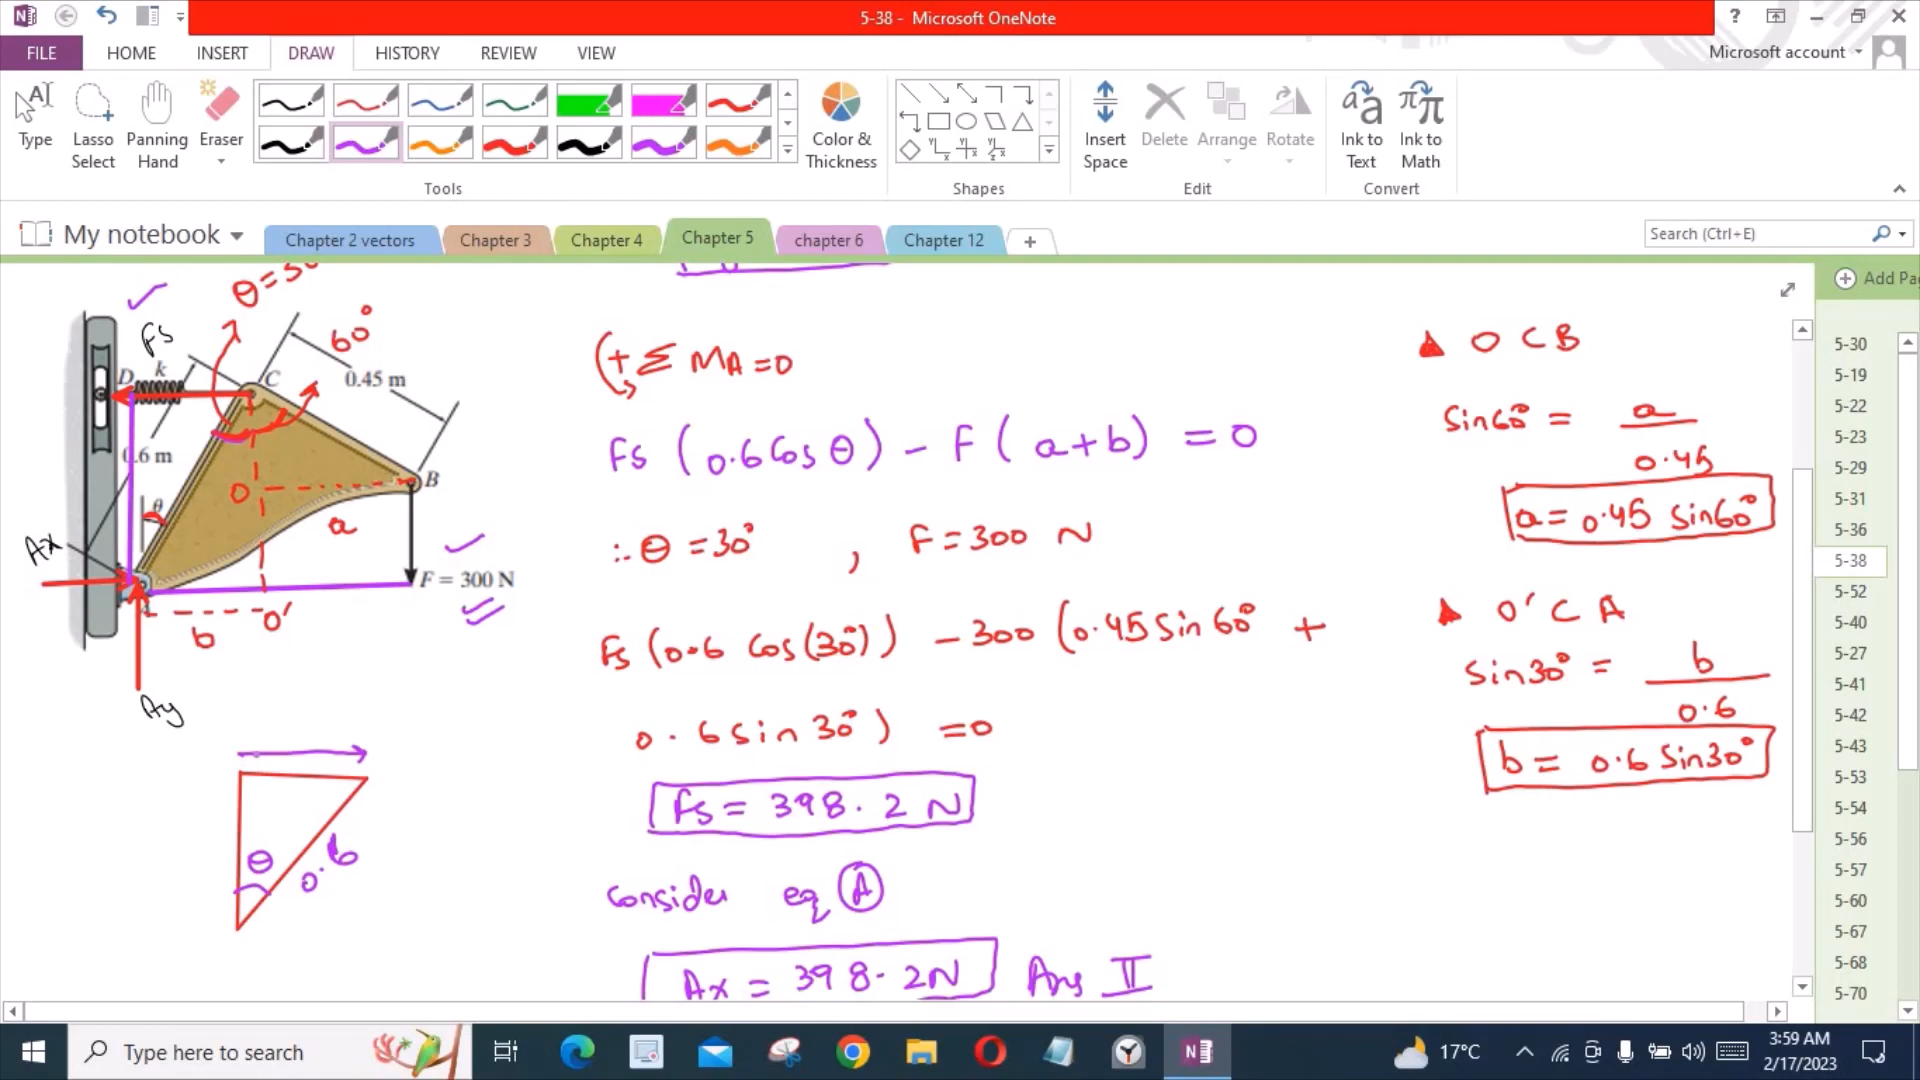 5-38 - Microsoft OneNote
?
FILE HOME INSERT DRAW HISTORY REVIEW VIEW
Microsoft account
Type
Lasso Select
Panning Hand
Eraser
Color & Thickness
Insert Space
Delete
Arrange
Rotate
Ink to Text
Ink to Math
Tools
Shapes
Edit
Convert
My notebook
Chapter 2 vectors
Chapter 3
Chapter 4
Chapter 5
chapter 6
Chapter 12
Search (Ctrl+E)
Add Pa
θ = 3
60°
Fs
D k
C
0.45 m
0.6 m
θ
O
B
a
Ax
A
F = 300 N
b
O'
Ay
θ
0.6
(+ Σ MA = 0
Fs (0.6 Cos θ) - F ( a+b) = 0
∴ θ = 30° , F = 300 N
Fs (0.6 Cos(30°)) - 300 (0.45 Sin 60° +
0.6 sin 30°) = 0
Fs = 398.2 N
Consider eq A
Ax = 398.2N Ans II
▲ O C B
Sin60° = a
0.45
a = 0.45 Sin60°
▲ O' C A
Sin30° = b
0.6
b = 0.6 Sin30°
5-30
5-19
5-22
5-23
5-29
5-31
5-36
5-38
5-52
5-40
5-27
5-41
5-42
5-43
5-53
5-54
5-56
5-57
5-60
5-67
5-68
5-70
Type here to search
17°C
3:59 AM
2/17/2023